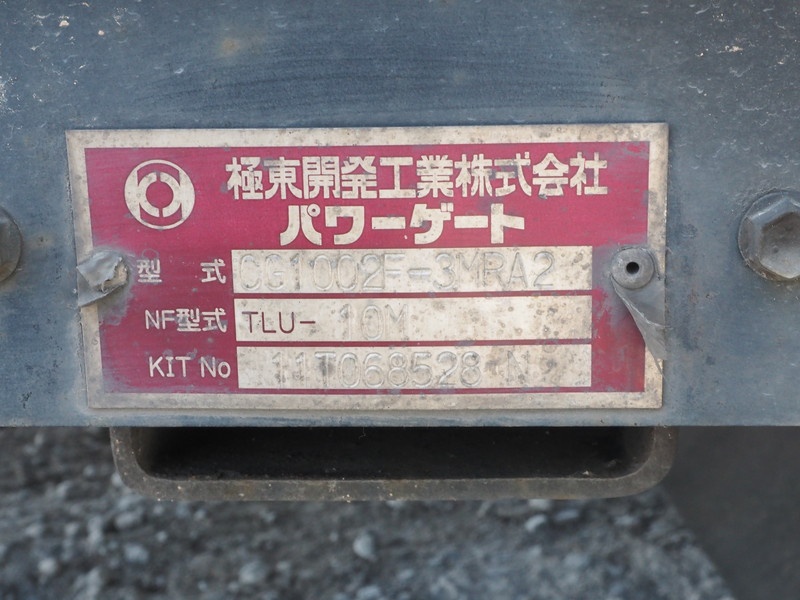 極東開発工業株式会社
パワーゲート
型式 CG1002F-3MRA2
NF型式 TLU- 10M
KIT No 11T068528 N